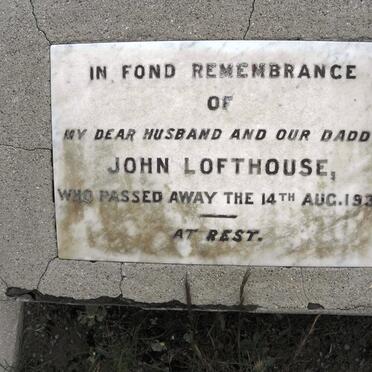 IN FOND REMEMBRANCE
OF
MY DEAR HUSBAND AND OUR DADD
JOHN LOFTHOUSE,
WHO PASSED AWAY THE 14TH AUG. 193
AT REST.